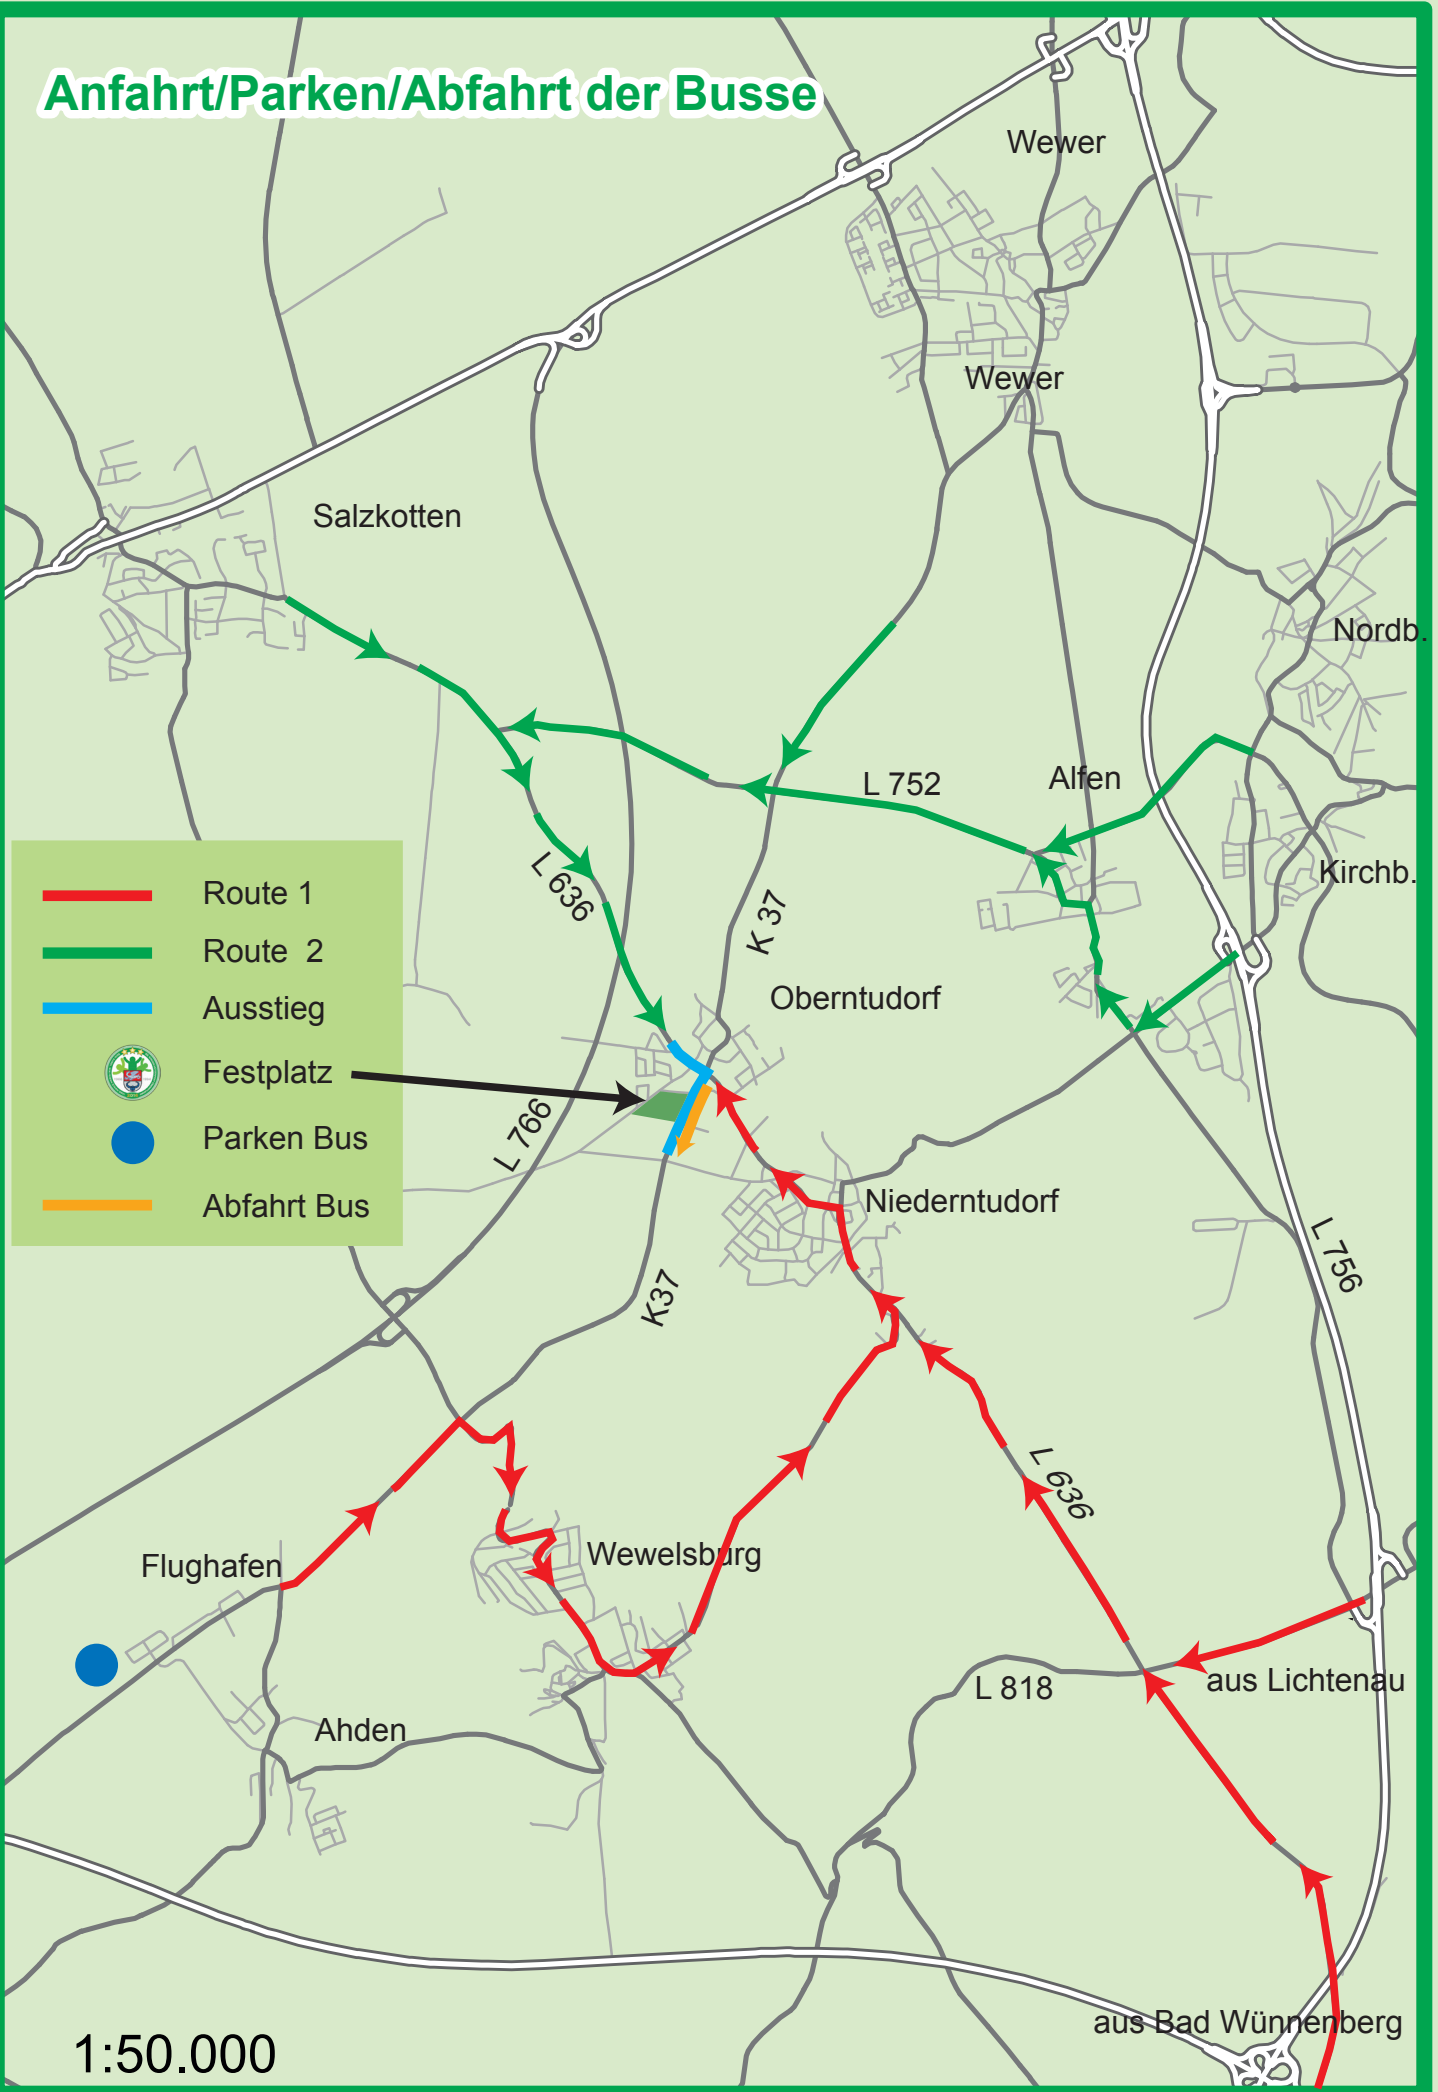 Anfahrt/Parken/Abfahrt der Busse
Wewer
Wewer
Salzkotten
Nordb.
L 752
Alfen
Kirchb.
L 636
K 37
Oberntudorf
Route 1
Route 2
Ausstieg
Festplatz
Parken Bus
Abfahrt Bus
L 766
Niederntudorf
L 756
K37
L 636
Wewelsburg
Flughafen
aus Lichtenau
L 818
Ahden
aus Bad Wünnenberg
1:50.000